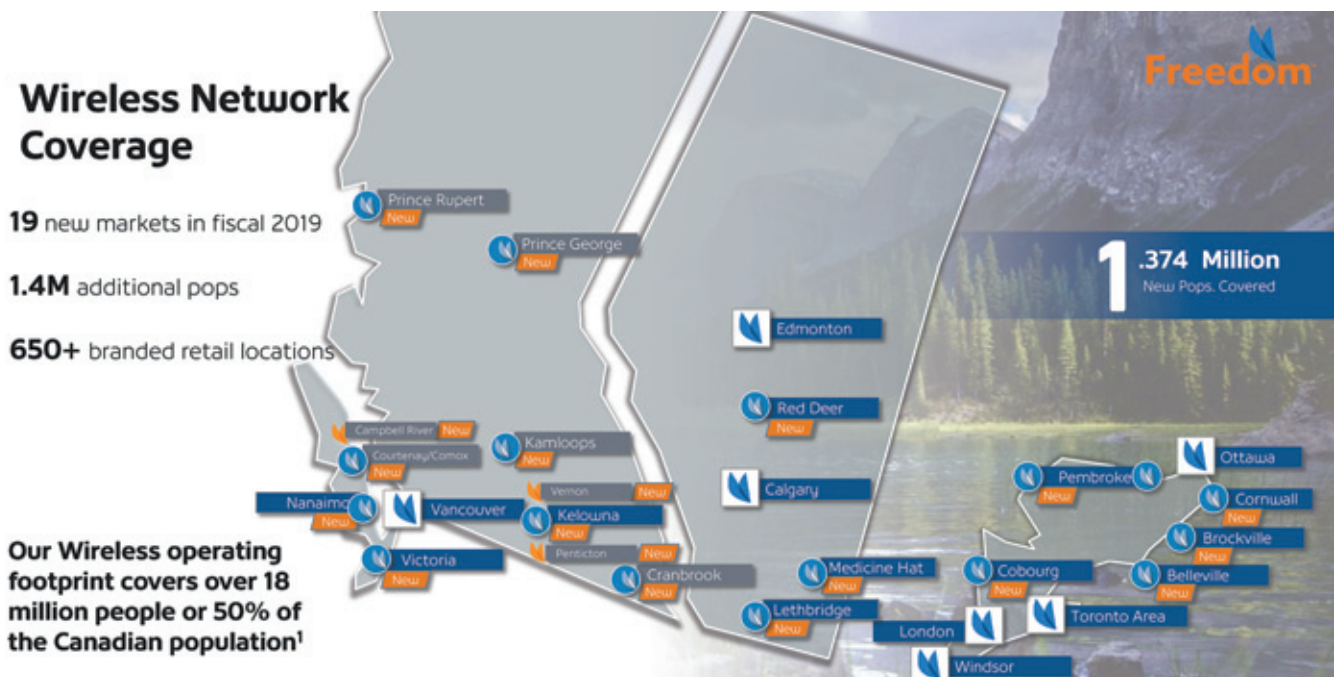 Wireless Network
Coverage
19 new markets in fiscal 2019
1.4M additional pops
650+ branded retail locations
Our Wireless operating
footprint covers over 18
million people or 50% of
the Canadian population¹
Freedom
1.374 Million
New Pops. Covered
Prince Rupert
New
Prince George
New
Edmonton
Red Deer
New
Calgary
Campbell River New
Courtenay/Comox
New
Kamloops
New
Nanaimo
New
Vancouver
Vernon New
Kelowna
New
Victoria
New
Penticton New
Cranbrook
New
Medicine Hat
New
Lethbridge
New
Pembroke
New
Ottawa
Cornwall
New
Brockville
New
Cobourg
New
Belleville
New
London
Toronto Area
Windsor